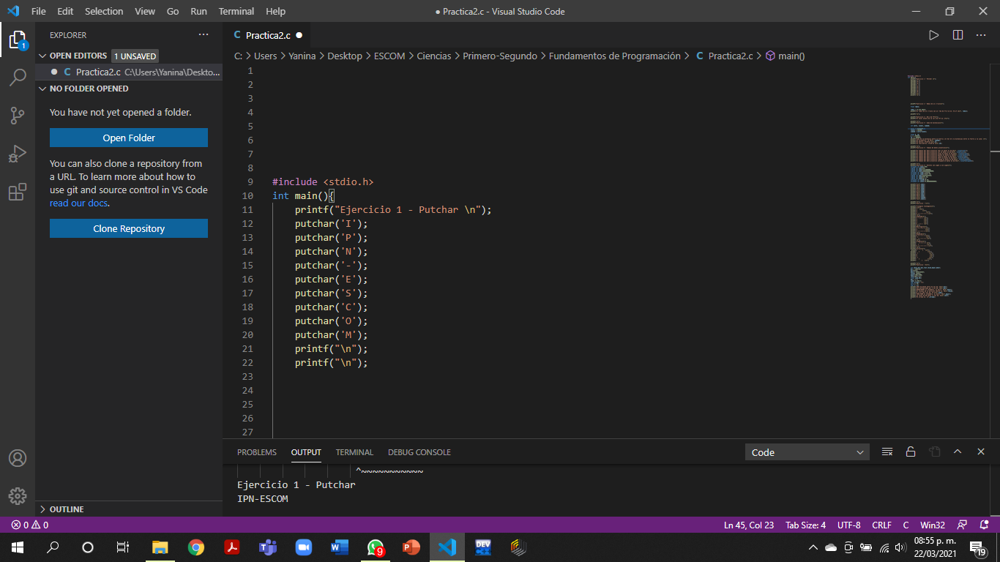 File Edit Selection View Go Run Terminal Help
● Practica2.c - Visual Studio Code
EXPLORER
OPEN EDITORS 1 UNSAVED
● C Practica2.c C:\Users\Yanina\Deskto...
NO FOLDER OPENED
You have not yet opened a folder.
Open Folder
You can also clone a repository from
a URL. To learn more about how to
use git and source control in VS Code
read our docs.
Clone Repository
OUTLINE
C Practica2.c ●
C: > Users > Yanina > Desktop > ESCOM > Ciencias > Primero-Segundo > Fundamentos de Programación > C Practica2.c > main()
1
2
3
4
5
6
7
8
9 #include <stdio.h>
10 int main(){
11 printf("Ejercicio 1 - Putchar \n");
12 putchar('I');
13 putchar('P');
14 putchar('N');
15 putchar('-');
16 putchar('E');
17 putchar('S');
18 putchar('C');
19 putchar('O');
20 putchar('M');
21 printf("\n");
22 printf("\n");
23
24
25
26
27
PROBLEMS OUTPUT TERMINAL DEBUG CONSOLE
Code
^~~~~~~~~~~~
Ejercicio 1 - Putchar
IPN-ESCOM
1
0 0
Ln 45, Col 23 Tab Size: 4 UTF-8 CRLF C Win32
9
DEV
08:55 p. m.
22/03/2021
19